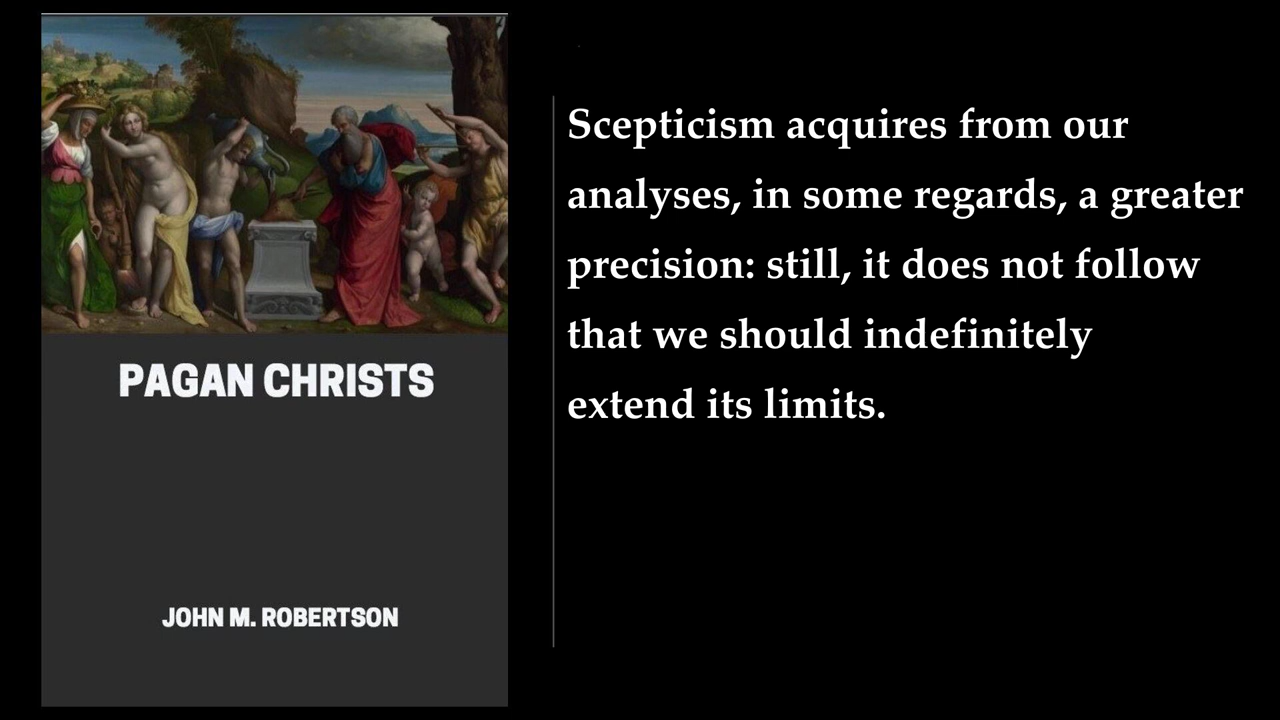 PAGAN CHRISTS
JOHN M. ROBERTSON
Scepticism acquires from our
analyses, in some regards, a greater
precision: still, it does not follow
that we should indefinitely
extend its limits.